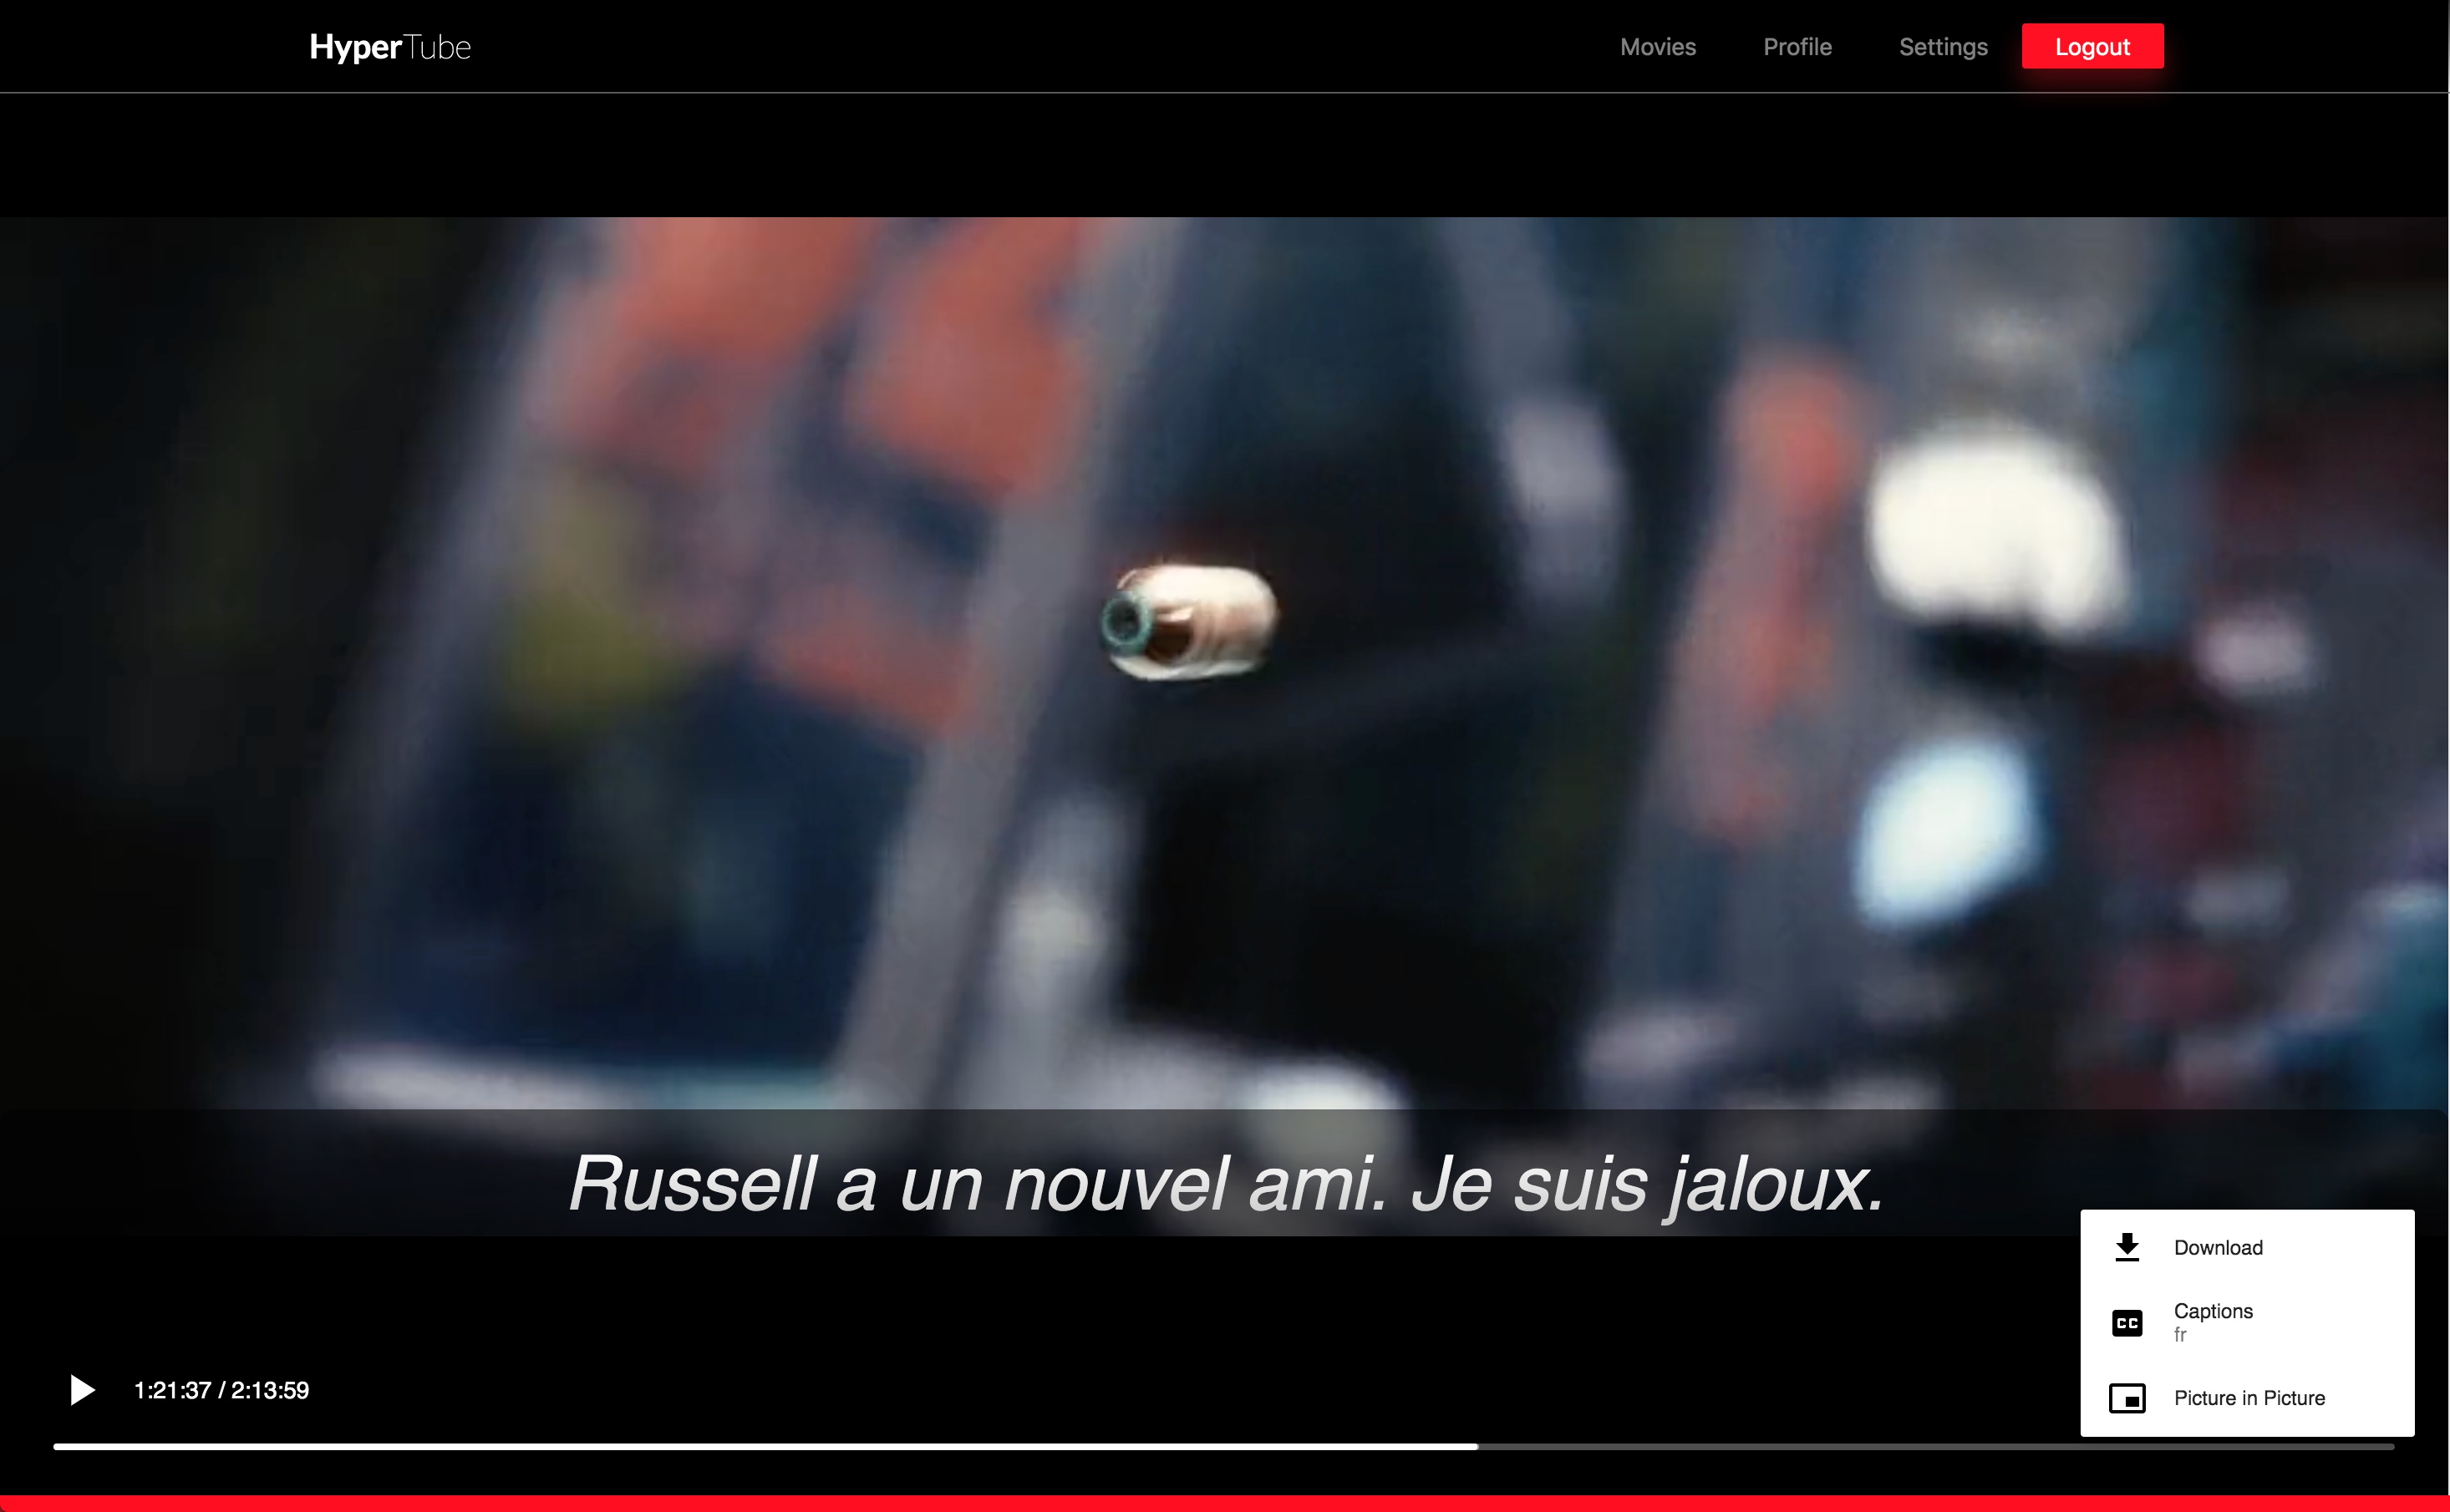 HyperTube
Movies Profile Settings Logout
Russell a un nouvel ami. Je suis jaloux.
Download
Captions
fr
Picture in Picture
1:21:37 / 2:13:59